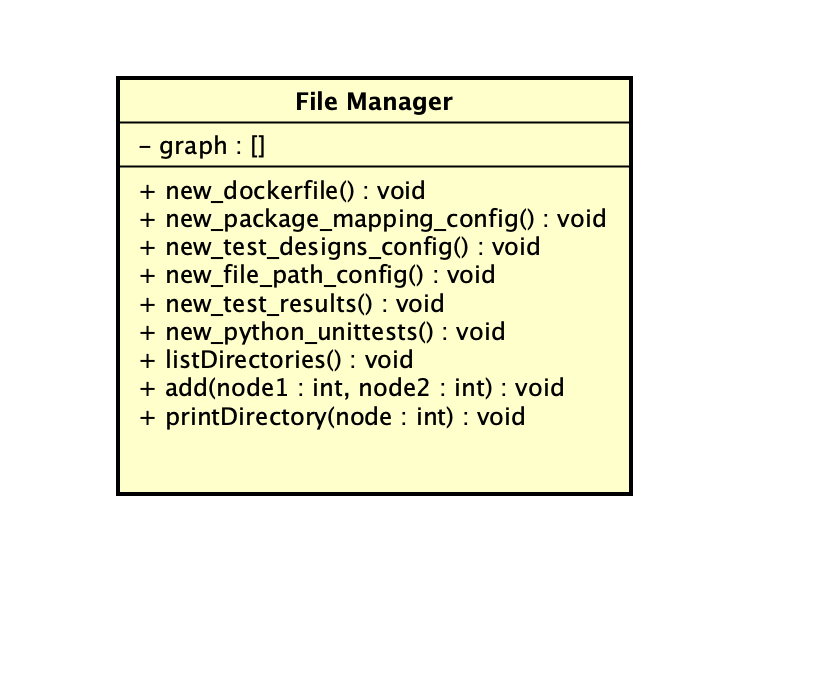 File Manager
- graph : []
+ new_dockerfile() : void
+ new_package_mapping_config() : void
+ new_test_designs_config() : void
+ new_file_path_config() : void
+ new_test_results() : void
+ new_python_unittests() : void
+ listDirectories() : void
+ add(node1 : int, node2 : int) : void
+ printDirectory(node : int) : void